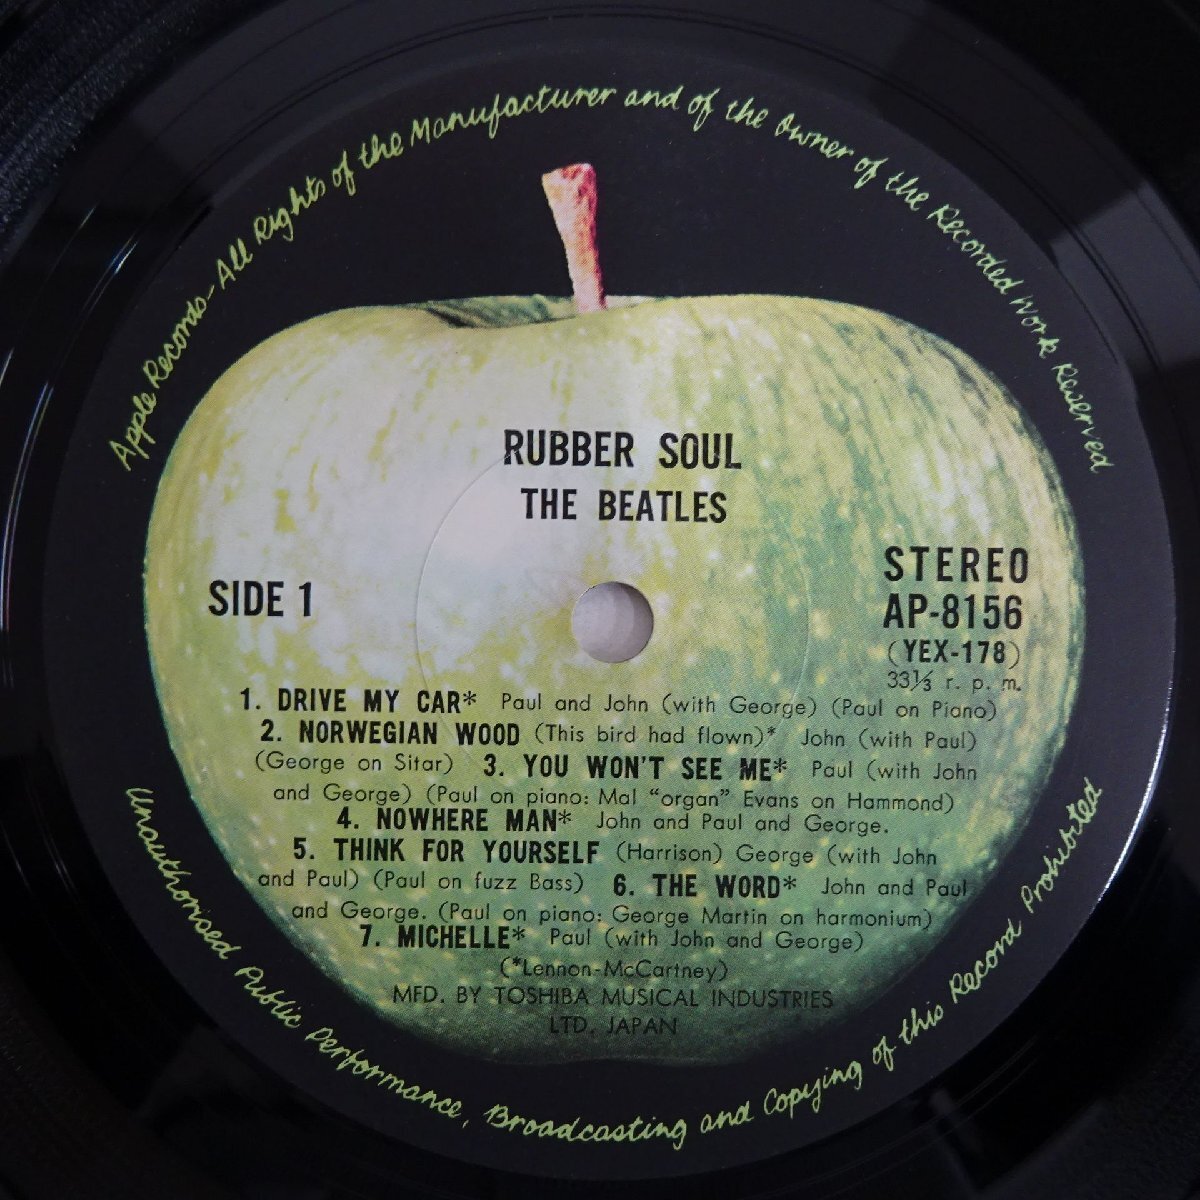 Apple Records-All Rights of the Manufacturer and of the Owner of the Recorded Work Reserved
RUBBER SOUL
THE BEATLES
SIDE 1
STEREO
AP-8156
(YEX-178)
33⅓ r. p. m.
1. DRIVE MY CAR* Paul and John (with George) (Paul on Piano)
2. NORWEGIAN WOOD (This bird had flown)* John (with Paul)
(George on Sitar) 3. YOU WON'T SEE ME* Paul (with John
and George) (Paul on piano: Mal "organ" Evans on Hammond)
4. NOWHERE MAN* John and Paul and George.
5. THINK FOR YOURSELF (Harrison) George (with John
and Paul) (Paul on fuzz Bass) 6. THE WORD* John and Paul
and George. (Paul on piano: George Martin on harmonium)
7. MICHELLE* Paul (with John and George)
(*Lennon-McCartney)
MFD. BY TOSHIBA MUSICAL INDUSTRIES
LTD. JAPAN
Unauthorised Public Performance, Broadcasting and Copying of this Record Prohibited